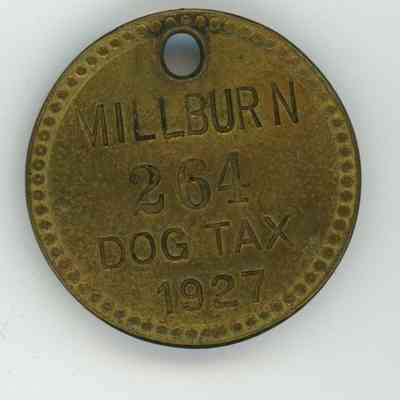 MILLBURN
264
DOG TAX
1927